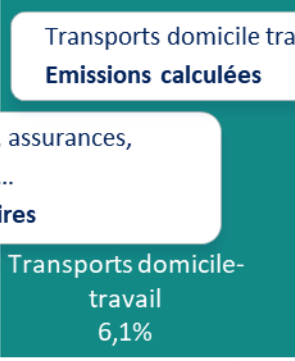 Transports domicile tra
Emissions calculées
assurances,
...
ires
Transports domicile-
travail
6,1%